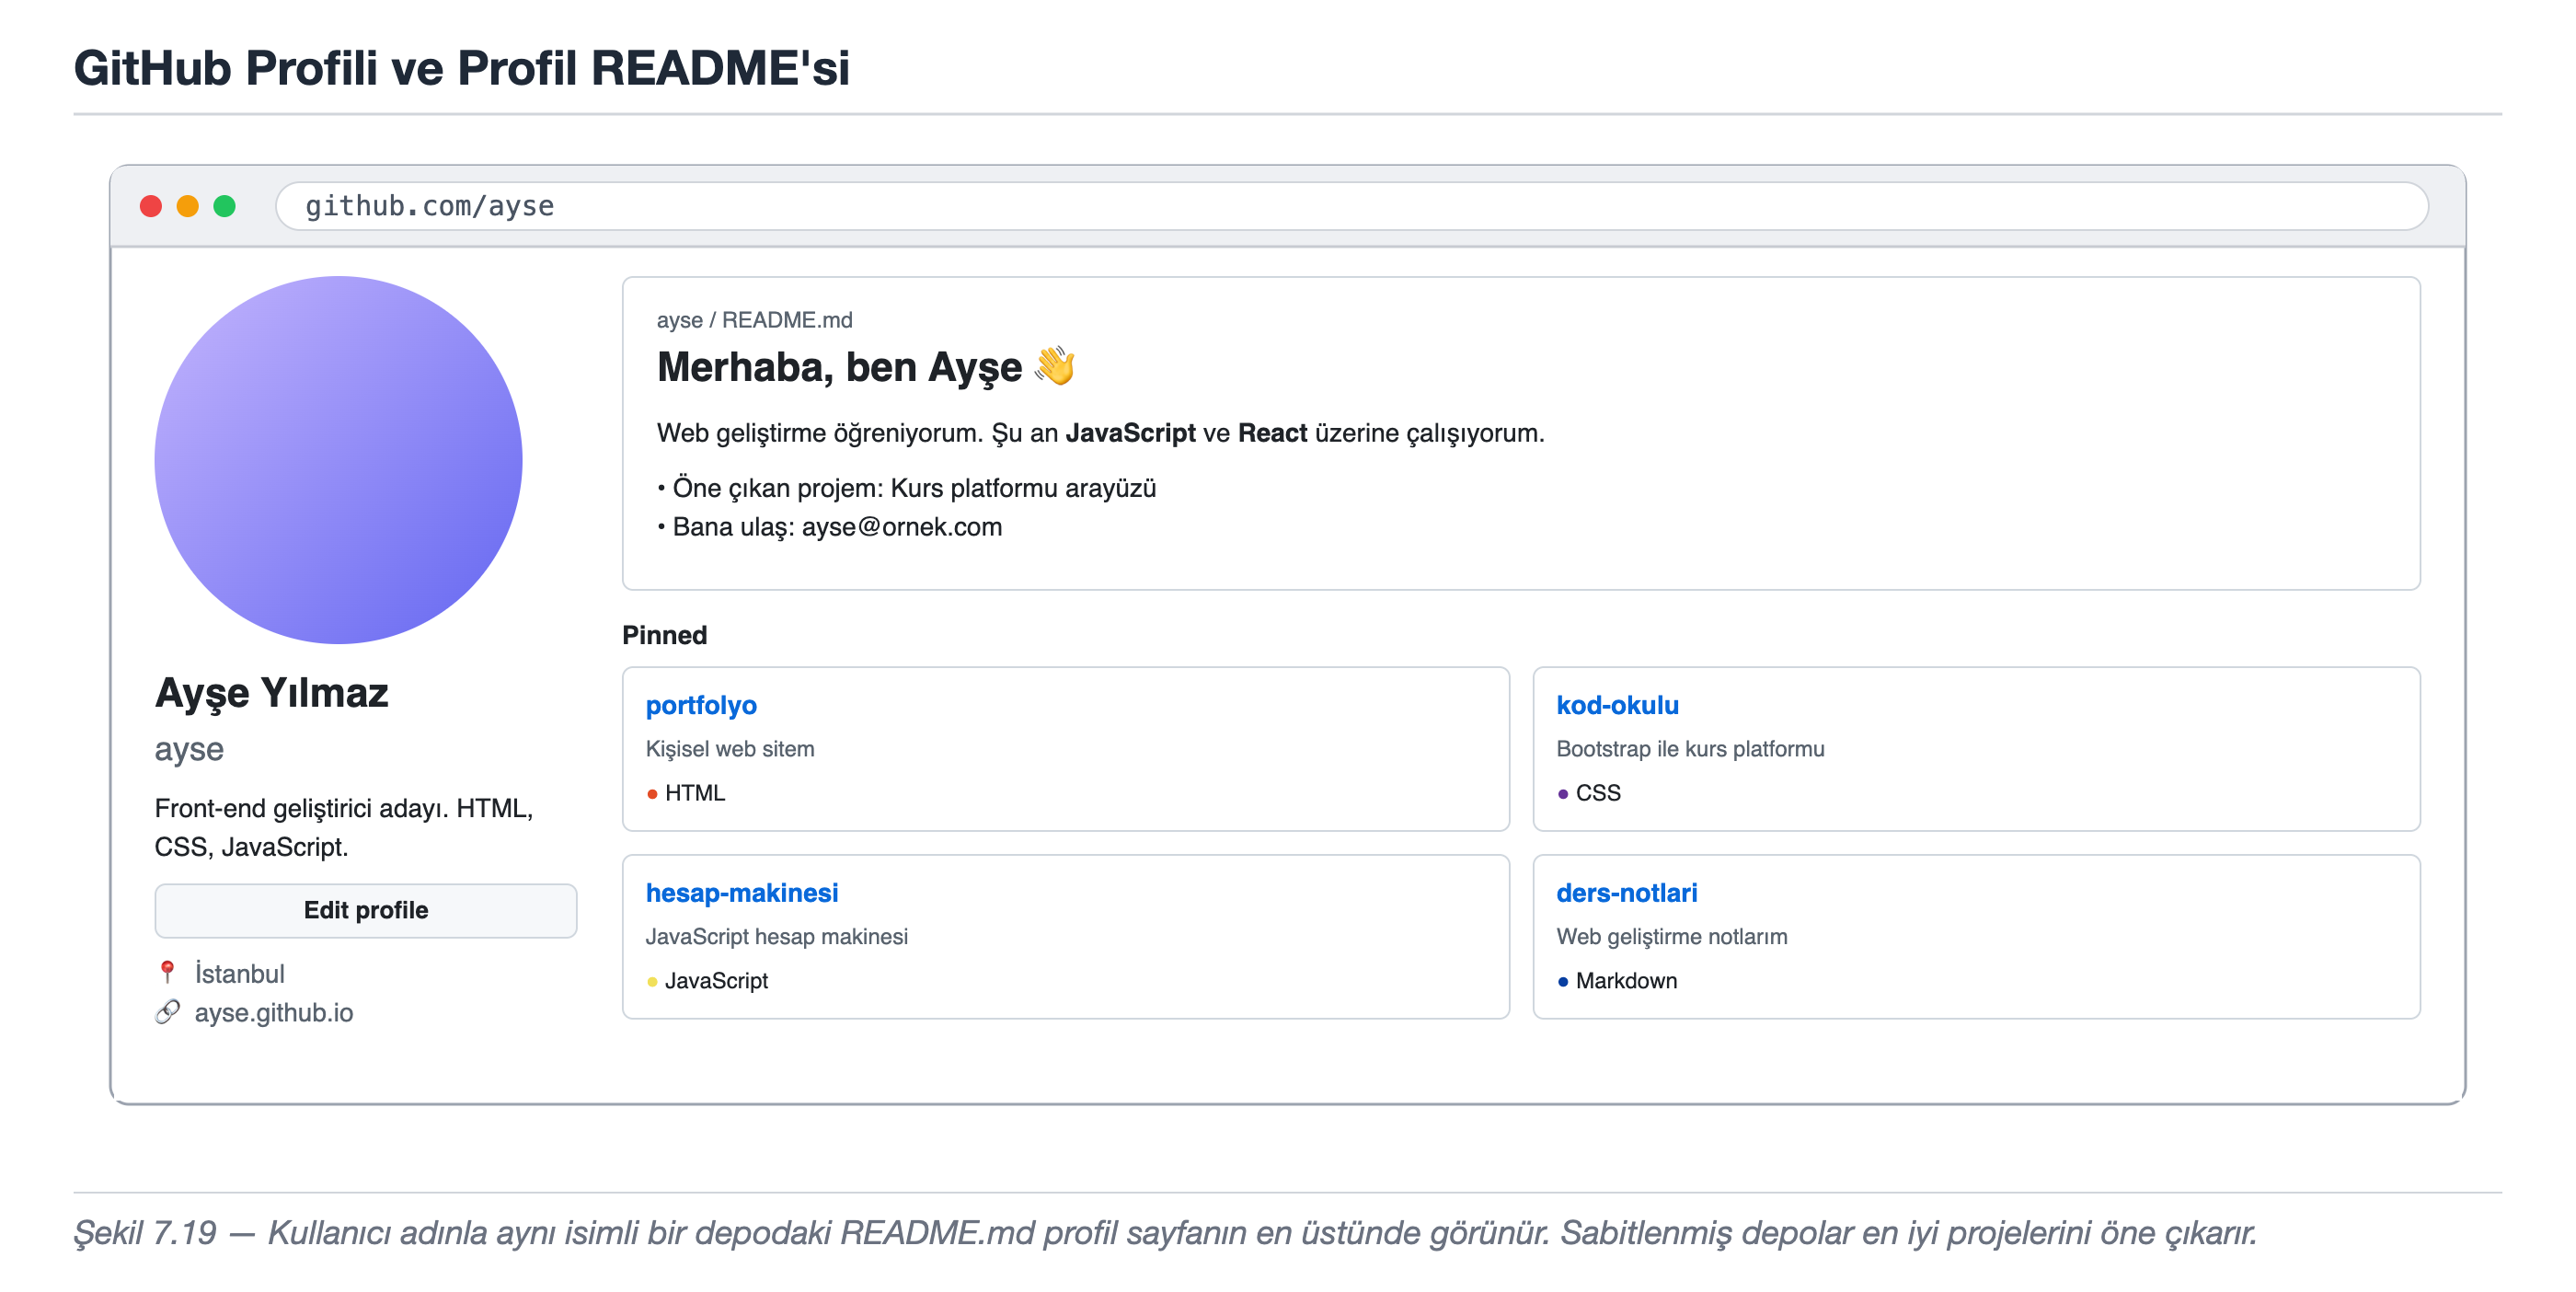 GitHub Profili ve Profil README'si
github.com/ayse
Ayşe Yılmaz
ayse
Front-end geliştirici adayı. HTML,
CSS, JavaScript.
Edit profile
📍 İstanbul
🔗 ayse.github.io
ayse / README.md
Merhaba, ben Ayşe 👋
Web geliştirme öğreniyorum. Şu an JavaScript ve React üzerine çalışıyorum.
• Öne çıkan projem: Kurs platformu arayüzü
• Bana ulaş: ayse@ornek.com
Pinned
portfolyo
Kişisel web sitem
● HTML
kod-okulu
Bootstrap ile kurs platformu
● CSS
hesap-makinesi
JavaScript hesap makinesi
● JavaScript
ders-notlari
Web geliştirme notlarım
● Markdown
Şekil 7.19 — Kullanıcı adınla aynı isimli bir depodaki README.md profil sayfanın en üstünde görünür. Sabitlenmiş depolar en iyi projelerini öne çıkarır.